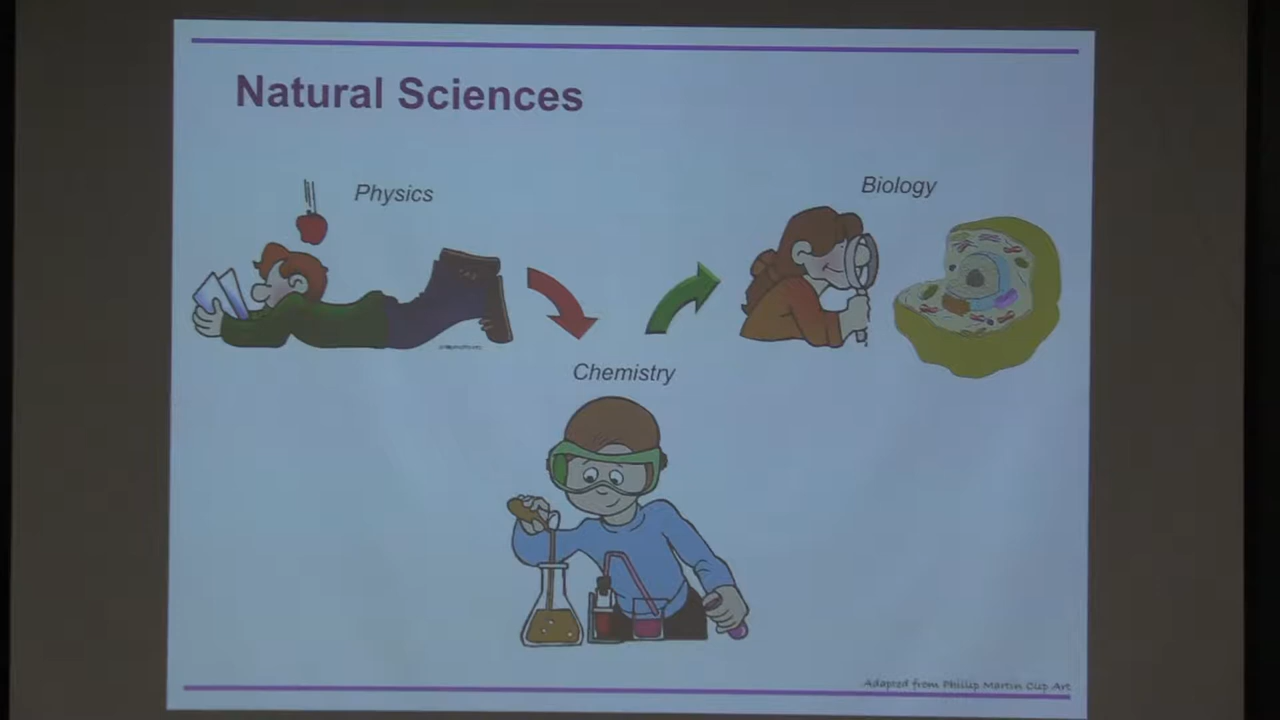 Natural Sciences
Physics
Biology
Chemistry
Adapted from Phillip Martin Clip Art